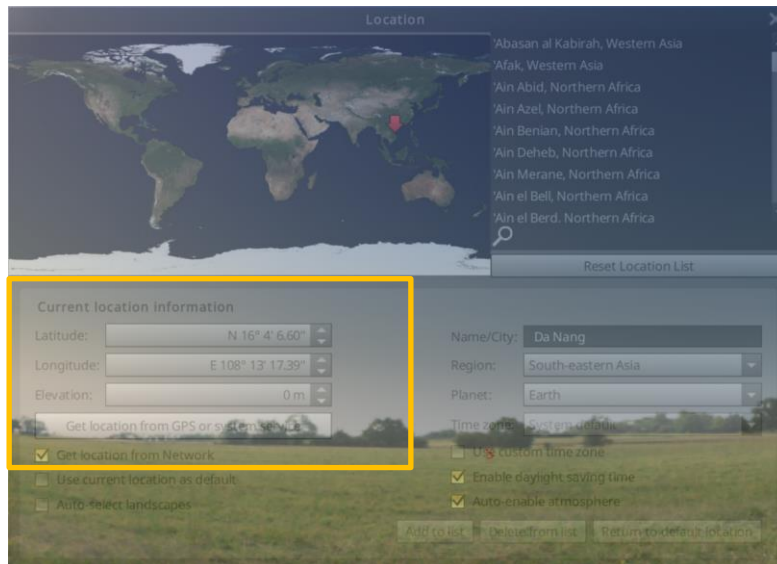 Location
'Abasan al Kabirah, Western Asia
'Afak, Western Asia
'Ain Abid, Northern Africa
'Ain Azel, Northern Africa
'Ain Benian, Northern Africa
'Ain Deheb, Northern Africa
'Ain Merane, Northern Africa
'Ain el Bell, Northern Africa
'Ain el Berd, Northern Africa
Reset Location List
Current location information
Latitude: N 16° 4' 6.60"
Longitude: E 108° 13' 17.39"
Elevation: 0 m
Get location from GPS or system service
Get location from Network
Use current location as default
Auto-select landscapes
Name/City: Da Nang
Region: South-eastern Asia
Planet: Earth
Time zone: System default
Use custom time zone
Enable daylight saving time
Auto-enable atmosphere
Add to list
Delete from list
Return to default location